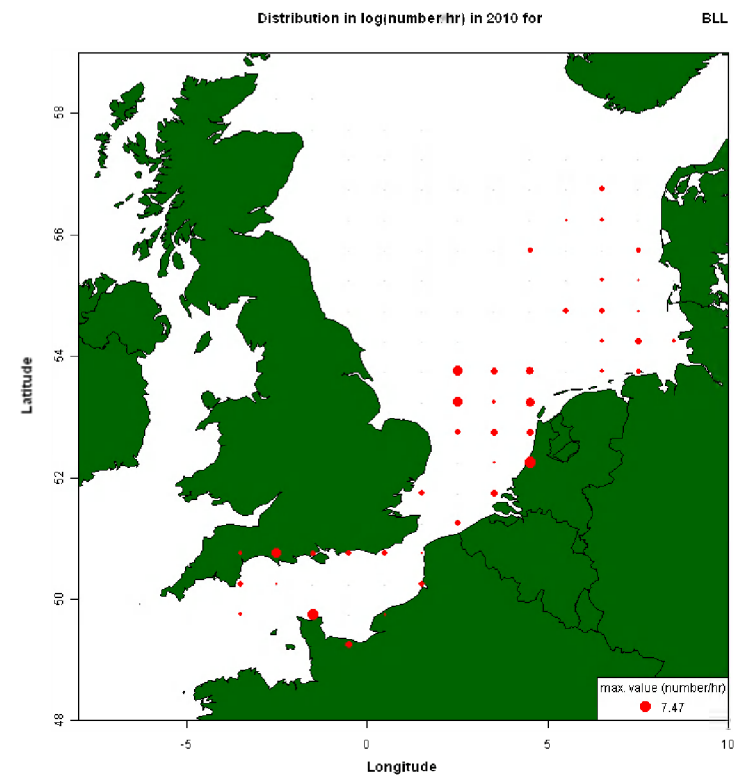 Distribution in log(number/hr) in 2010 for BLL
58
56
54
52
50
48
Latitude
max. value (number/hr)
7.47
-5 0 5 10
Longitude